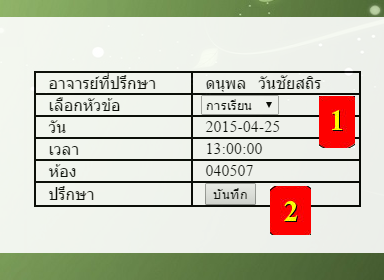 อาจารย์ที่ปรึกษา ดนุพล วันชัยสถิร
เลือกหัวข้อ การเรียน ▼
1
วัน 2015-04-25
เวลา 13:00:00
ห้อง 040507
ปรึกษา บันทึก
2